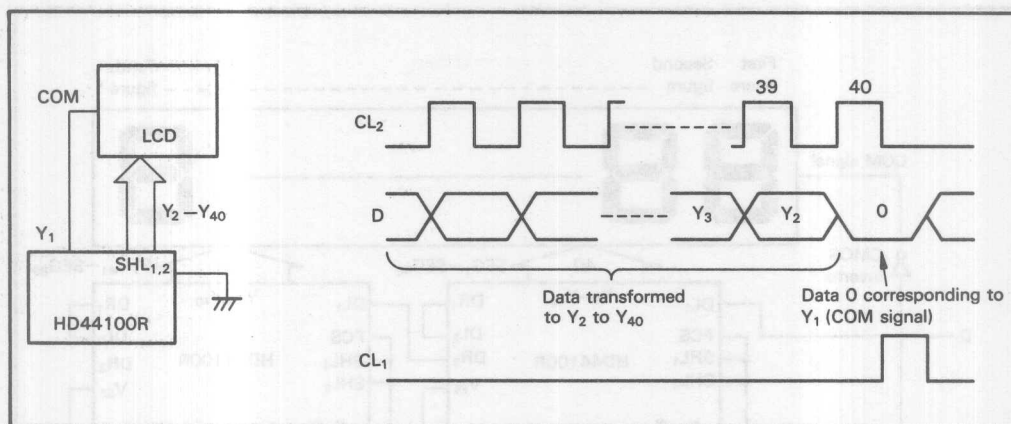 COM
LCD
Y₁
Y₂ –Y₄₀
SHL₁,₂
HD44100R
CL₂
39
40
D
Y₃
Y₂
0
Data transformed
to Y₂ to Y₄₀
Data 0 corresponding to
Y₁ (COM signal)
CL₁